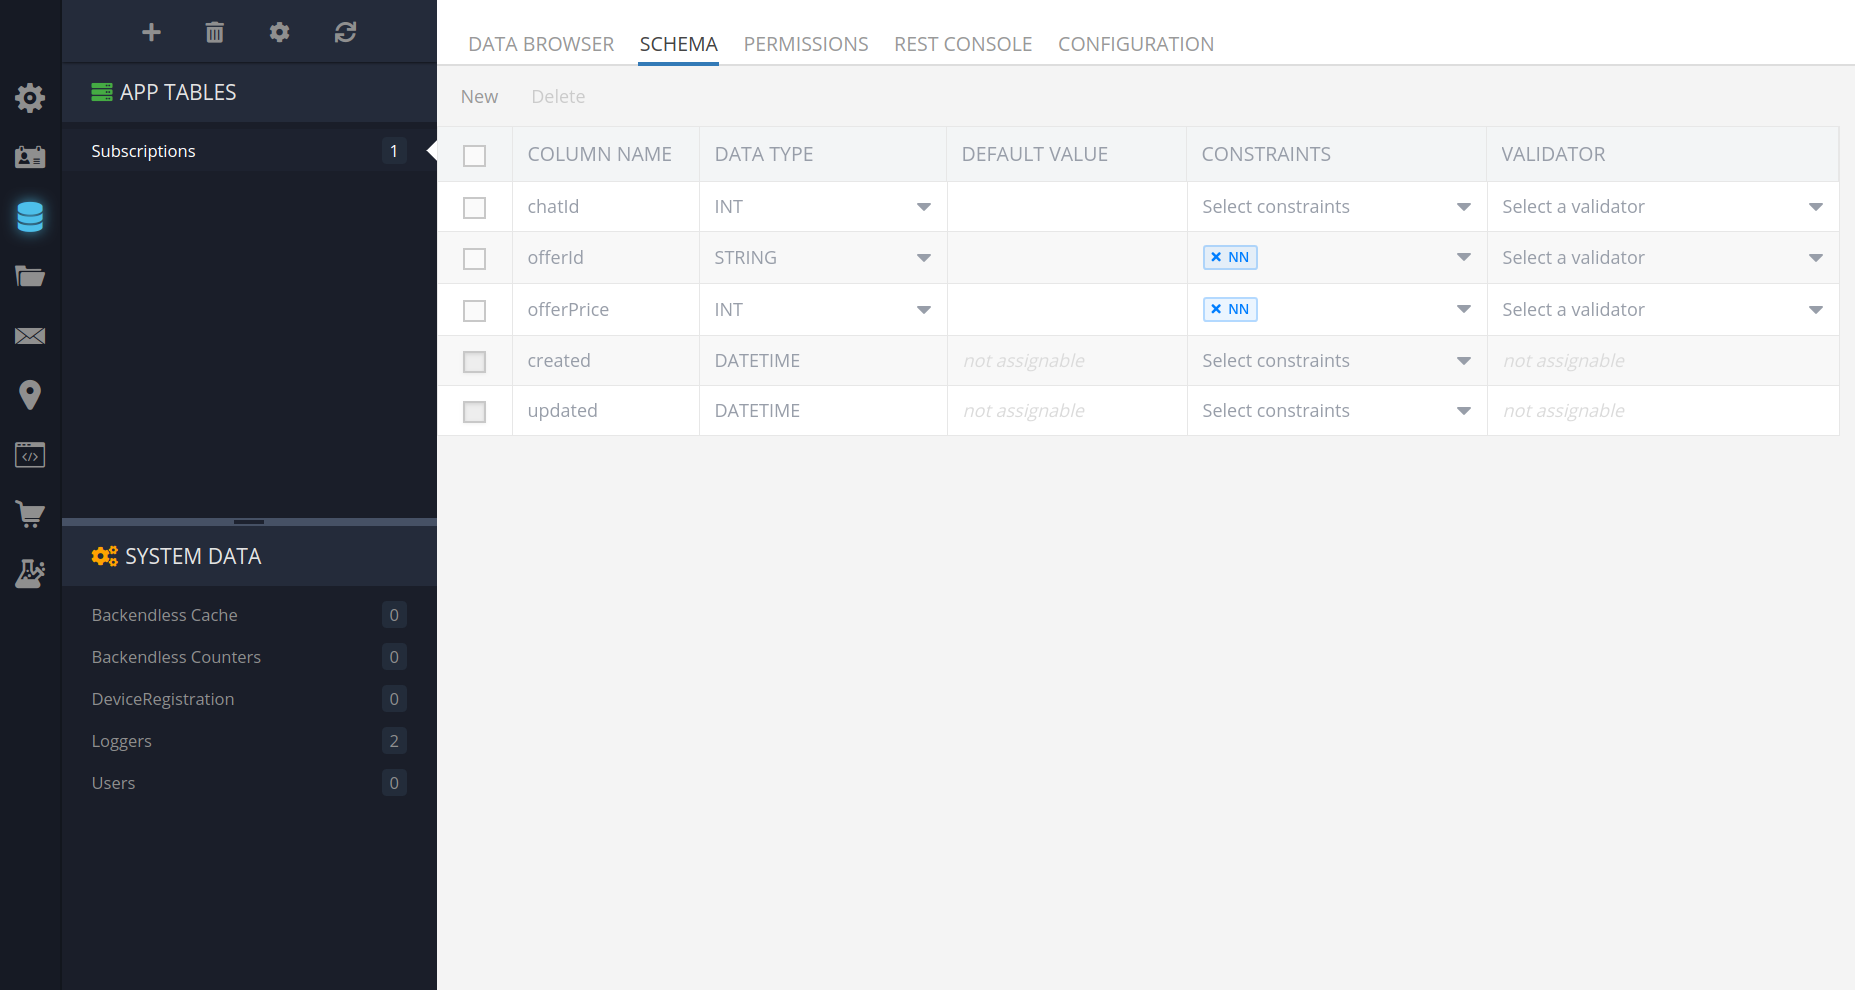 DATA BROWSER SCHEMA PERMISSIONS REST CONSOLE CONFIGURATION
APP TABLES
Subscriptions 1
New Delete
COLUMN NAME DATA TYPE DEFAULT VALUE CONSTRAINTS VALIDATOR
chatId INT Select constraints Select a validator
offerId STRING NN Select a validator
offerPrice INT NN Select a validator
created DATETIME not assignable Select constraints not assignable
updated DATETIME not assignable Select constraints not assignable
SYSTEM DATA
Backendless Cache 0
Backendless Counters 0
DeviceRegistration 0
Loggers 2
Users 0